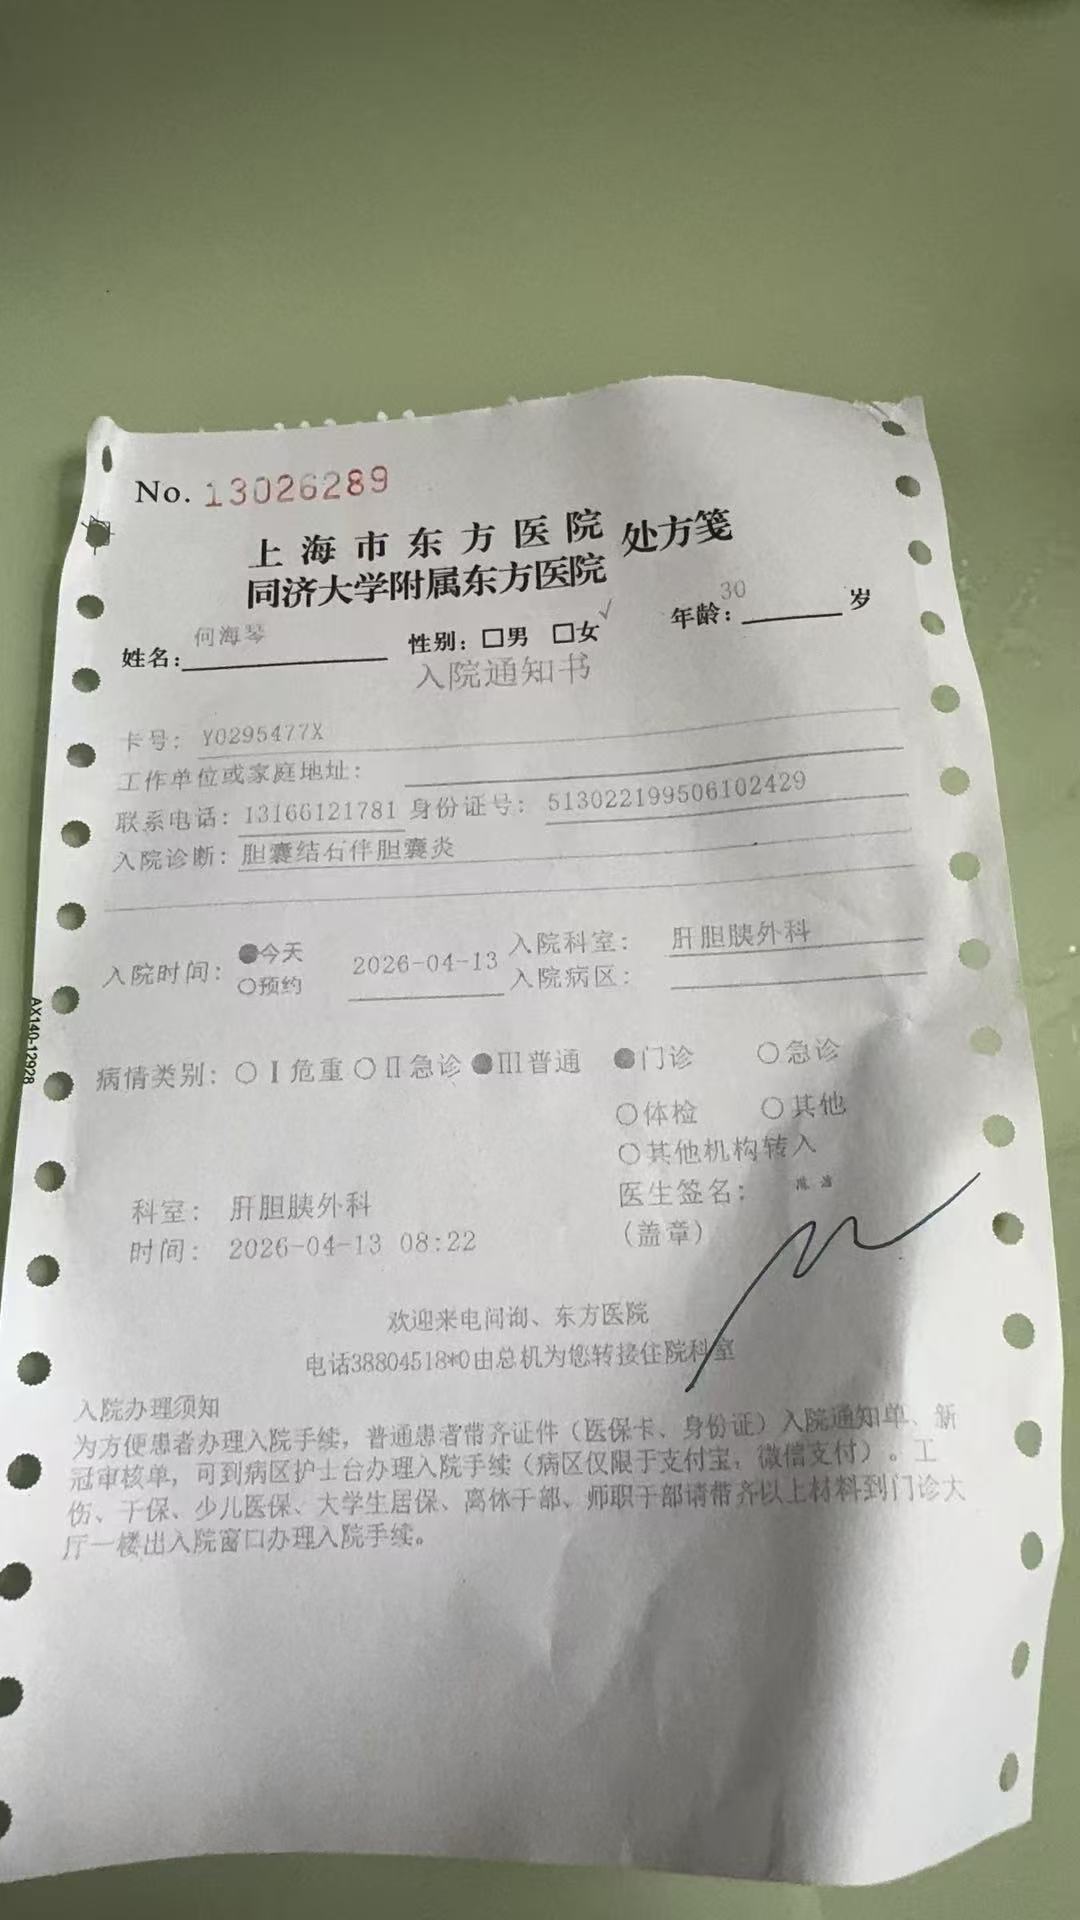 No. 13026289
上海市东方医院 处方笺
同济大学附属东方医院
姓名: 何海琴 性别: □男 □女√ 年龄: 30 岁
入院通知书
卡号: Y0295477X
工作单位或家庭地址:
联系电话: 13166121781 身份证号: 513022199506102429
入院诊断: 胆囊结石伴胆囊炎
入院时间: ●今天 ○预约 2026-04-13 入院科室: 肝胆胰外科
入院病区:
病情类别: ○Ⅰ危重 ○Ⅱ急诊 ●Ⅲ普通 ●门诊 ○急诊
○体检 ○其他
○其他机构转入
科室: 肝胆胰外科 医生签名:
时间: 2026-04-13 08:22 (盖章)
欢迎来电问询、东方医院
电话38804518*0由总机为您转接住院科室
入院办理须知
为方便患者办理入院手续，普通患者带齐证件（医保卡、身份证）入院通知单、新
冠审核单，可到病区护士台办理入院手续（病区仅限于支付宝，微信支付）。工
伤、干保、少儿医保、大学生居保、离休干部、师职干部请带齐以上材料到门诊大
厅一楼出入院窗口办理入院手续。
AX140-12928